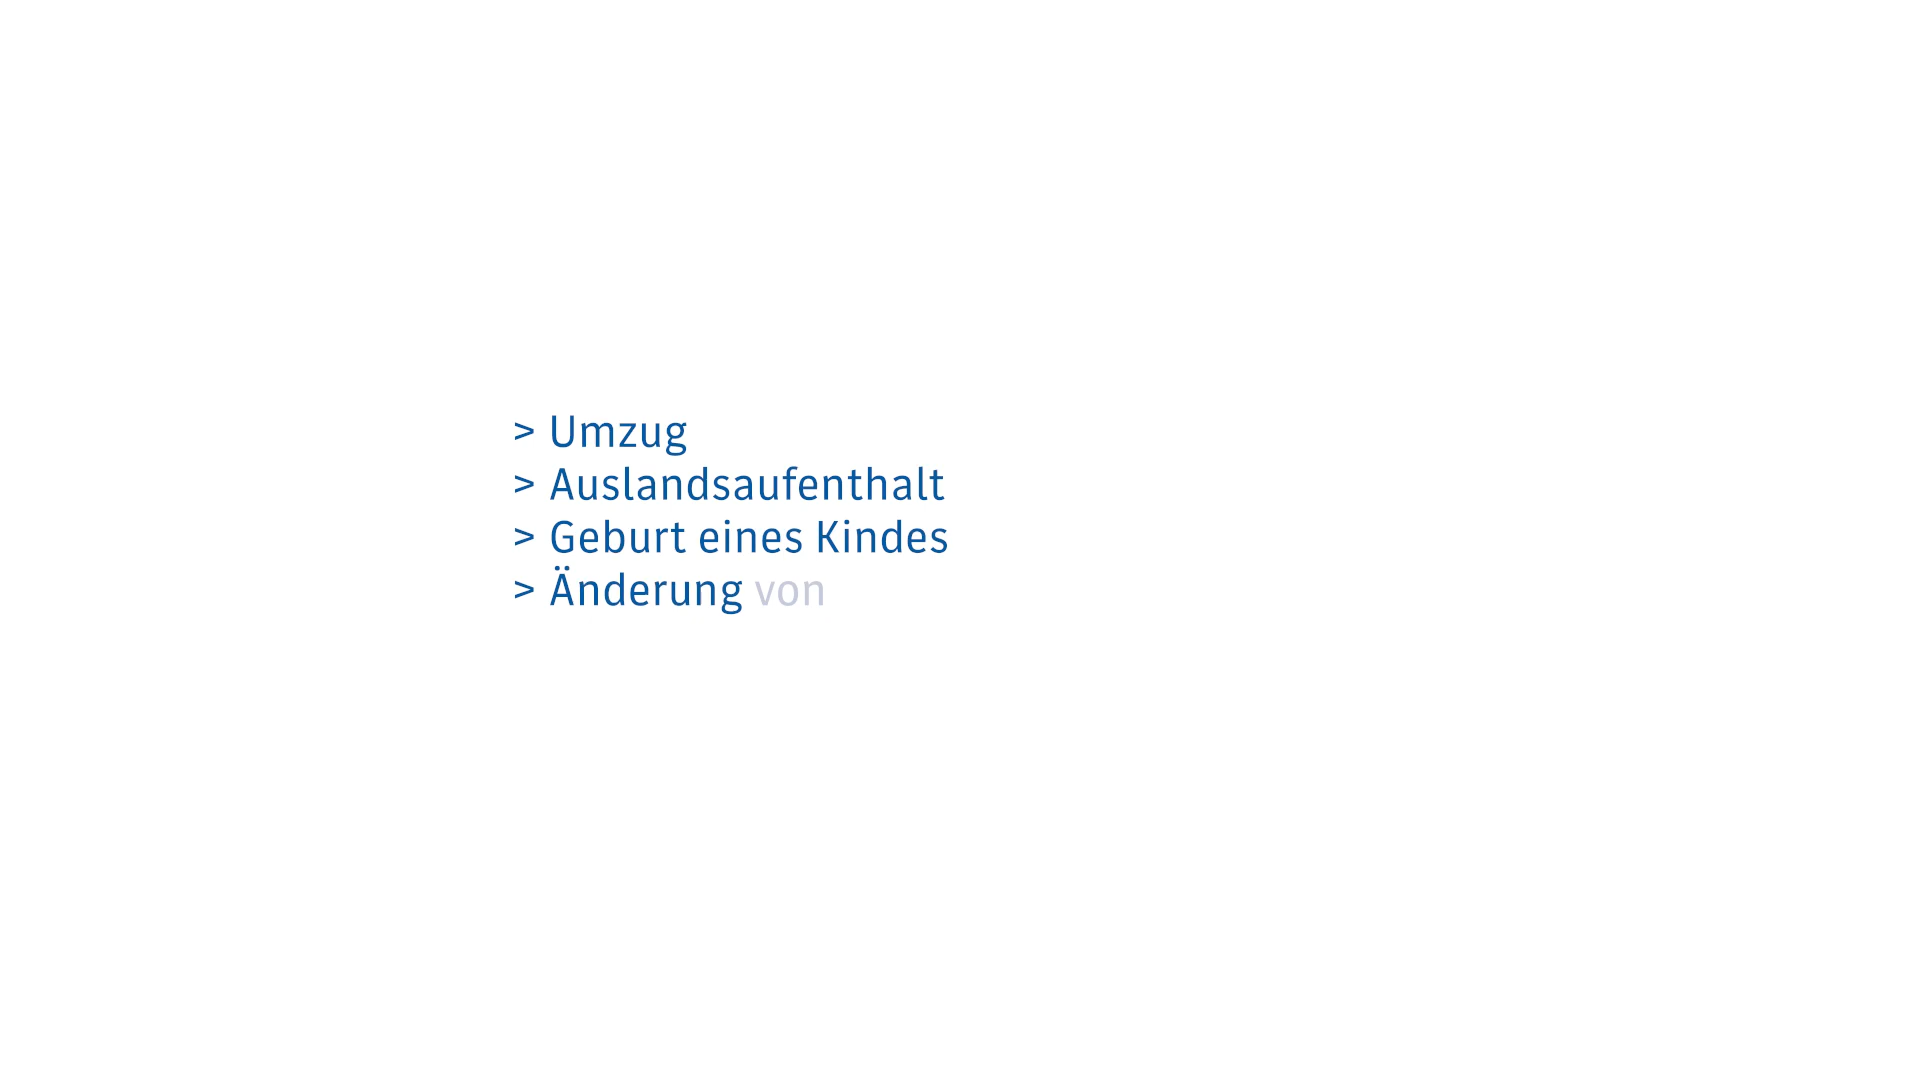 > Umzug
> Auslandsaufenthalt
> Geburt eines Kindes
> Änderung von